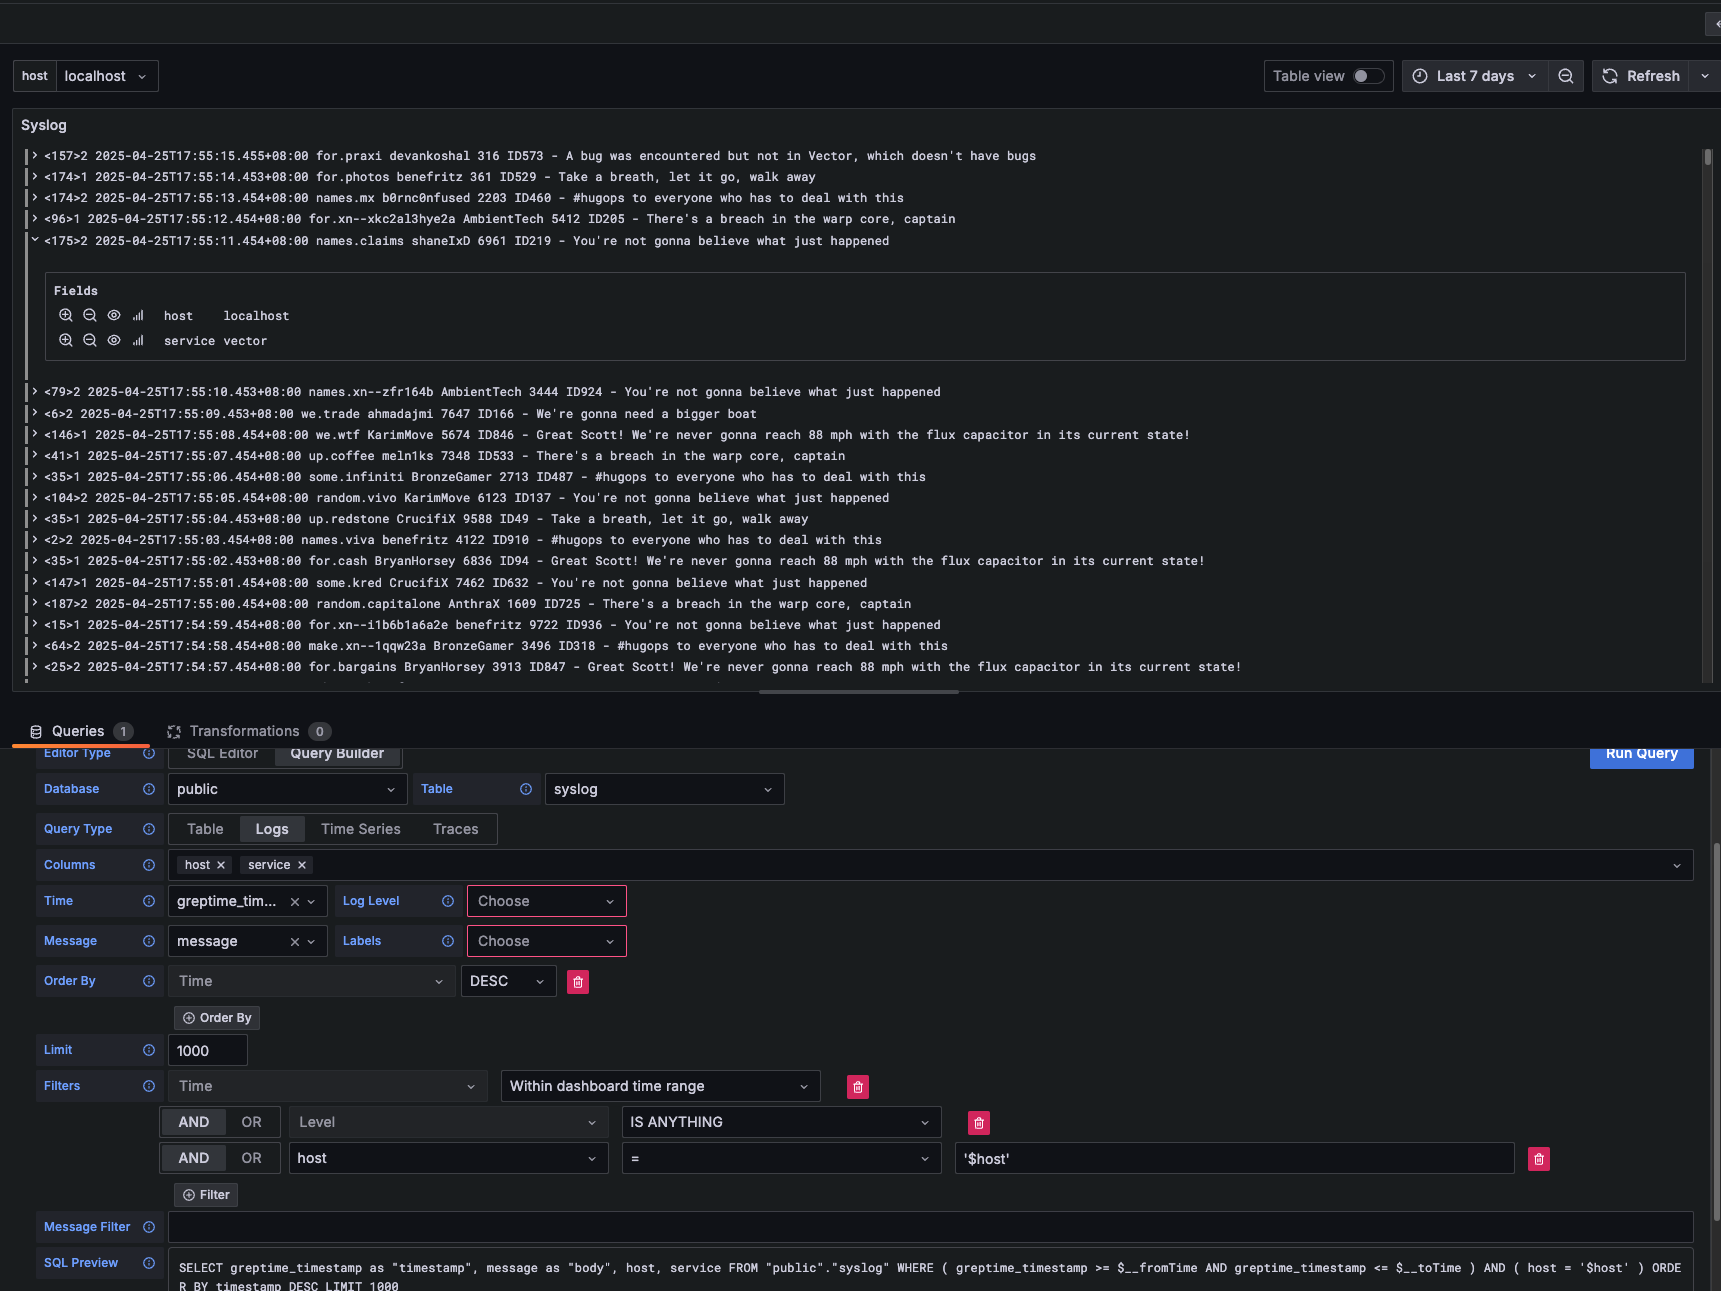 host localhost
Table view Last 7 days Refresh
Syslog
<157>2 2025-04-25T17:55:15.455+08:00 for.praxi devankoshal 316 ID573 - A bug was encountered but not in Vector, which doesn't have bugs
<174>1 2025-04-25T17:55:14.453+08:00 for.photos benefritz 361 ID529 - Take a breath, let it go, walk away
<174>2 2025-04-25T17:55:13.454+08:00 names.mx b0rnc0nfused 2203 ID460 - #hugops to everyone who has to deal with this
<96>1 2025-04-25T17:55:12.454+08:00 for.xn--xkc2al3hye2a AmbientTech 5412 ID205 - There's a breach in the warp core, captain
<175>2 2025-04-25T17:55:11.454+08:00 names.claims shaneIxD 6961 ID219 - You're not gonna believe what just happened
Fields
host localhost
service vector
<79>2 2025-04-25T17:55:10.453+08:00 names.xn--zfr164b AmbientTech 3444 ID924 - You're not gonna believe what just happened
<6>2 2025-04-25T17:55:09.453+08:00 we.trade ahmadajmi 7647 ID166 - We're gonna need a bigger boat
<146>1 2025-04-25T17:55:08.454+08:00 we.wtf KarimMove 5674 ID846 - Great Scott! We're never gonna reach 88 mph with the flux capacitor in its current state!
<41>1 2025-04-25T17:55:07.454+08:00 up.coffee meln1ks 7348 ID533 - There's a breach in the warp core, captain
<35>1 2025-04-25T17:55:06.454+08:00 some.infiniti BronzeGamer 2713 ID487 - #hugops to everyone who has to deal with this
<104>2 2025-04-25T17:55:05.454+08:00 random.vivo KarimMove 6123 ID137 - You're not gonna believe what just happened
<35>1 2025-04-25T17:55:04.453+08:00 up.redstone CrucifiX 9588 ID49 - Take a breath, let it go, walk away
<2>2 2025-04-25T17:55:03.454+08:00 names.viva benefritz 4122 ID910 - #hugops to everyone who has to deal with this
<35>1 2025-04-25T17:55:02.453+08:00 for.cash BryanHorsey 6836 ID94 - Great Scott! We're never gonna reach 88 mph with the flux capacitor in its current state!
<147>1 2025-04-25T17:55:01.454+08:00 some.kred CrucifiX 7462 ID632 - You're not gonna believe what just happened
<187>2 2025-04-25T17:55:00.454+08:00 random.capitalone AnthraX 1609 ID725 - There's a breach in the warp core, captain
<15>1 2025-04-25T17:54:59.454+08:00 for.xn--i1b6b1a6a2e benefritz 9722 ID936 - You're not gonna believe what just happened
<64>2 2025-04-25T17:54:58.454+08:00 make.xn--1qqw23a BronzeGamer 3496 ID318 - #hugops to everyone who has to deal with this
<25>2 2025-04-25T17:54:57.454+08:00 for.bargains BryanHorsey 3913 ID847 - Great Scott! We're never gonna reach 88 mph with the flux capacitor in its current state!
Queries 1 Transformations 0
Editor Type SQL Editor Query Builder Run Query
Database public Table syslog
Query Type Table Logs Time Series Traces
Columns host service
Time greptime_tim... Log Level Choose
Message message Labels Choose
Order By Time DESC
Order By
Limit 1000
Filters Time Within dashboard time range
AND OR Level IS ANYTHING
AND OR host = '$host'
Filter
Message Filter
SQL Preview SELECT greptime_timestamp as "timestamp", message as "body", host, service FROM "public"."syslog" WHERE ( greptime_timestamp >= $__fromTime AND greptime_timestamp <= $__toTime ) AND ( host = '$host' ) ORDE
R BY timestamp DESC LIMIT 1000